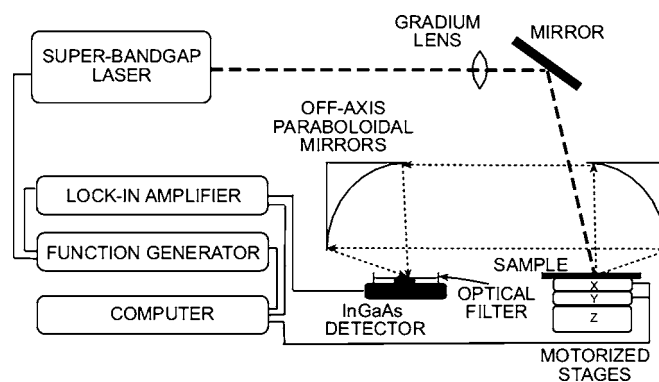 GRADIUM
LENS
MIRROR
SUPER-BANDGAP
LASER
OFF-AXIS
PARABOLOIDAL
MIRRORS
LOCK-IN AMPLIFIER
FUNCTION GENERATOR
COMPUTER
InGaAs
DETECTOR
OPTICAL
FILTER
SAMPLE
X
Y
Z
MOTORIZED
STAGES